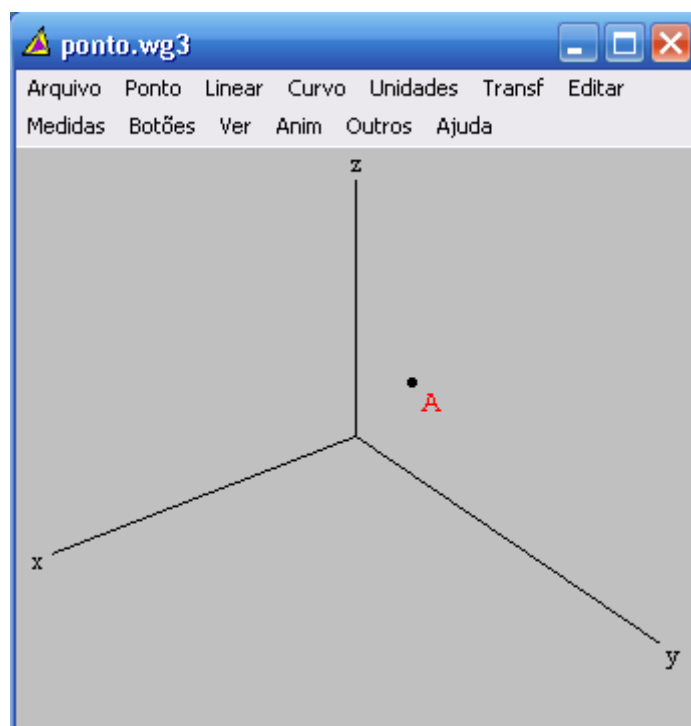 ponto.wg3
Arquivo Ponto Linear Curvo Unidades Transf Editar
Medidas Botões Ver Anim Outros Ajuda
z
A
x
y